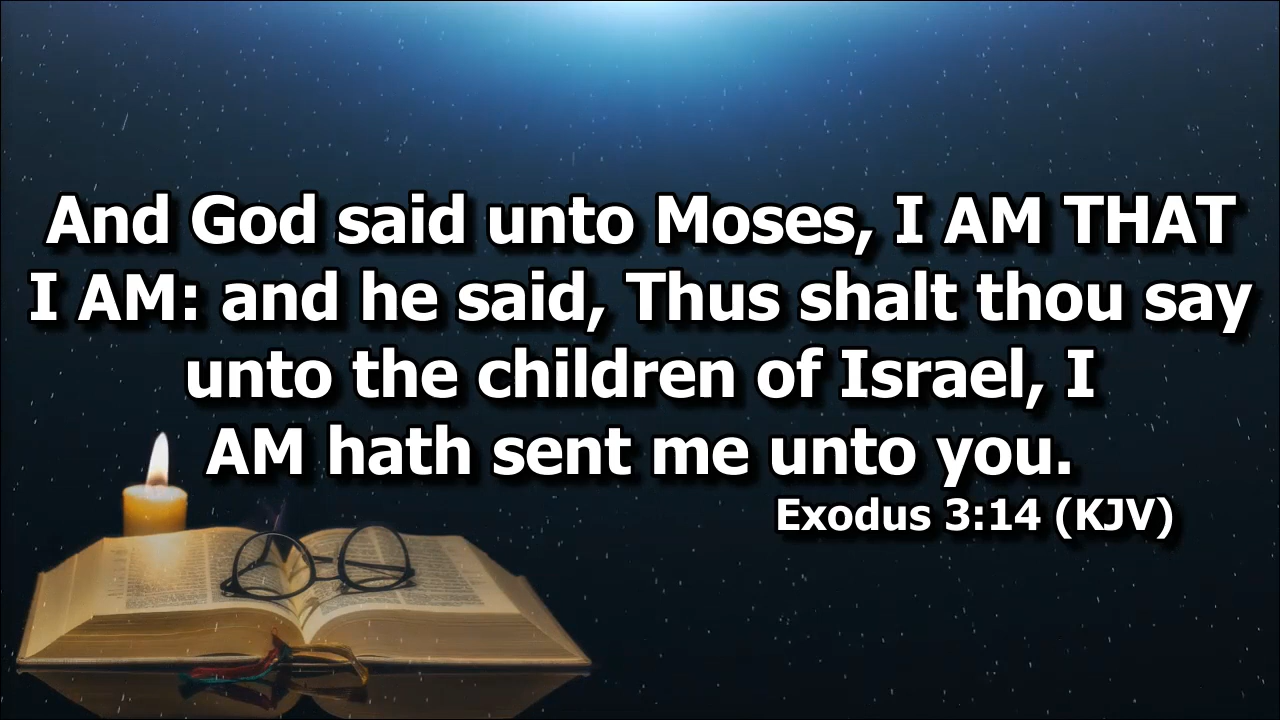 And God said unto Moses, I AM THAT
I AM: and he said, Thus shalt thou say
unto the children of Israel, I
AM hath sent me unto you.
Exodus 3:14 (KJV)